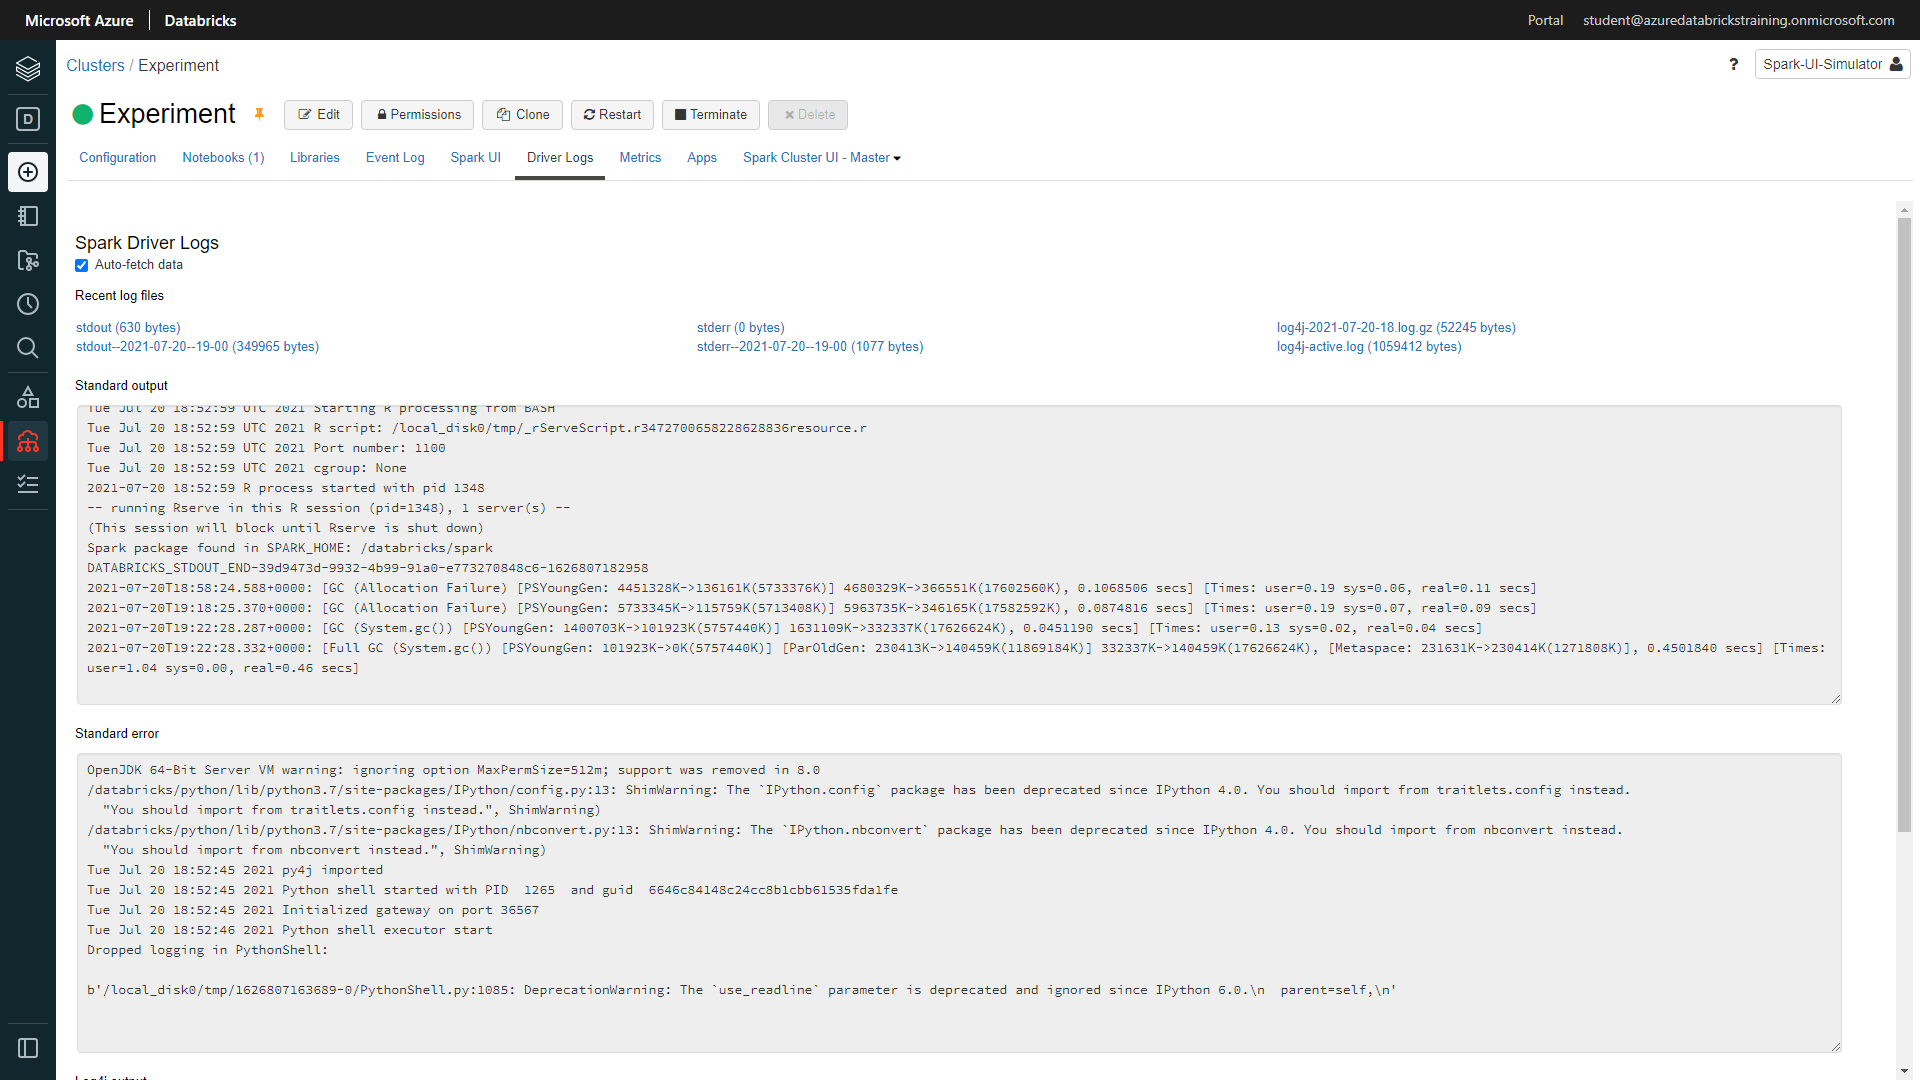 Microsoft Azure | Databricks
Portal student@azuredatabrickstraining.onmicrosoft.com
Clusters / Experiment
? Spark-UI-Simulator
D
Experiment Edit Permissions Clone Restart Terminate Delete
Configuration Notebooks (1) Libraries Event Log Spark UI Driver Logs Metrics Apps Spark Cluster UI - Master
Spark Driver Logs
Auto-fetch data
Recent log files
stdout (630 bytes) stderr (0 bytes) log4j-2021-07-20-18.log.gz (52245 bytes)
stdout--2021-07-20--19-00 (349965 bytes) stderr--2021-07-20--19-00 (1077 bytes) log4j-active.log (1059412 bytes)
Standard output
Tue Jul 20 18:52:59 UTC 2021 Starting R processing from BASH
Tue Jul 20 18:52:59 UTC 2021 R script: /local_disk0/tmp/_rServeScript.r3472700658228628836resource.r
Tue Jul 20 18:52:59 UTC 2021 Port number: 1100
Tue Jul 20 18:52:59 UTC 2021 cgroup: None
2021-07-20 18:52:59 R process started with pid 1348
-- running Rserve in this R session (pid=1348), 1 server(s) --
(This session will block until Rserve is shut down)
Spark package found in SPARK_HOME: /databricks/spark
DATABRICKS_STDOUT_END-39d9473d-9932-4b99-91a0-e773270848c6-1626807182958
2021-07-20T18:58:24.588+0000: [GC (Allocation Failure) [PSYoungGen: 4451328K->136161K(5733376K)] 4680329K->366551K(17602560K), 0.1068506 secs] [Times: user=0.19 sys=0.06, real=0.11 secs]
2021-07-20T19:18:25.370+0000: [GC (Allocation Failure) [PSYoungGen: 5733345K->115759K(5713408K)] 5963735K->346165K(17582592K), 0.0874816 secs] [Times: user=0.19 sys=0.07, real=0.09 secs]
2021-07-20T19:22:28.287+0000: [GC (System.gc()) [PSYoungGen: 1400703K->101923K(5757440K)] 1631109K->332337K(17626624K), 0.0451190 secs] [Times: user=0.13 sys=0.02, real=0.04 secs]
2021-07-20T19:22:28.332+0000: [Full GC (System.gc()) [PSYoungGen: 101923K->0K(5757440K)] [ParOldGen: 230413K->140459K(11869184K)] 332337K->140459K(17626624K), [Metaspace: 231631K->230414K(1271808K)], 0.4501840 secs] [Times:
user=1.04 sys=0.00, real=0.46 secs]
Standard error
OpenJDK 64-Bit Server VM warning: ignoring option MaxPermSize=512m; support was removed in 8.0
/databricks/python/lib/python3.7/site-packages/IPython/config.py:13: ShimWarning: The `IPython.config` package has been deprecated since IPython 4.0. You should import from traitlets.config instead.
"You should import from traitlets.config instead.", ShimWarning)
/databricks/python/lib/python3.7/site-packages/IPython/nbconvert.py:13: ShimWarning: The `IPython.nbconvert` package has been deprecated since IPython 4.0. You should import from nbconvert instead.
"You should import from nbconvert instead.", ShimWarning)
Tue Jul 20 18:52:45 2021 py4j imported
Tue Jul 20 18:52:45 2021 Python shell started with PID  1265  and guid  6646c84148c24cc8b1cbb61535fda1fe
Tue Jul 20 18:52:45 2021 Initialized gateway on port 36567
Tue Jul 20 18:52:46 2021 Python shell executor start
Dropped logging in PythonShell:
b'/local_disk0/tmp/1626807163689-0/PythonShell.py:1085: DeprecationWarning: The `use_readline` parameter is deprecated and ignored since IPython 6.0.\n  parent=self,\n'
Log4j output